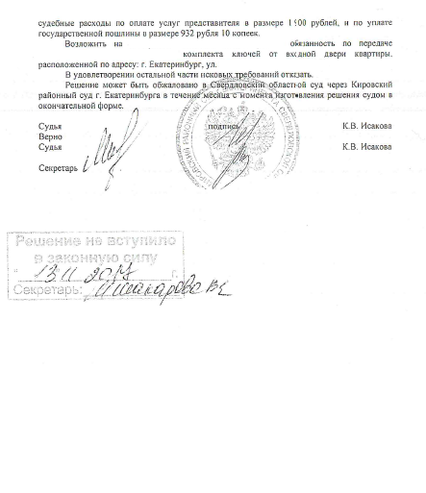 судебные расходы по оплате услуг представителя в размере 1500 рублей, и по уплате
государственной пошлины в размере 932 рубля 10 копеек.
Возложить на обязанность по передаче
комплекта ключей от входной двери квартиры,
расположенной по адресу: г. Екатеринбург, ул.
В удовлетворении остальной части исковых требований отказать.
Решение может быть обжаловано в Свердловский областной суд через Кировский
районный суд г. Екатеринбурга в течение месяца с момента изготовления решения судом в
окончательной форме.
Судья подпись К.В. Исакова
Верно
Судья К.В. Исакова
Секретарь
Решение не вступило
в законную силу
" 13.11.2017 г.
Секретарь: